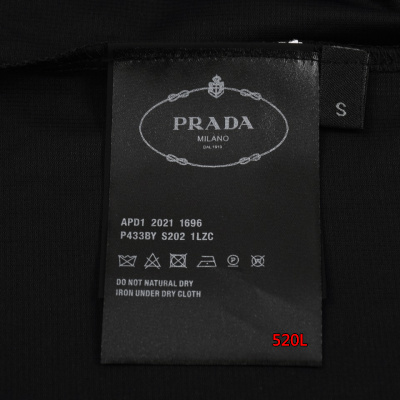 PRADA
MILANO
DAL 1913
S
APD1 2021 1696
P433BY S202 1LZC
DO NOT NATURAL DRY
IRON UNDER DRY CLOTH
520L